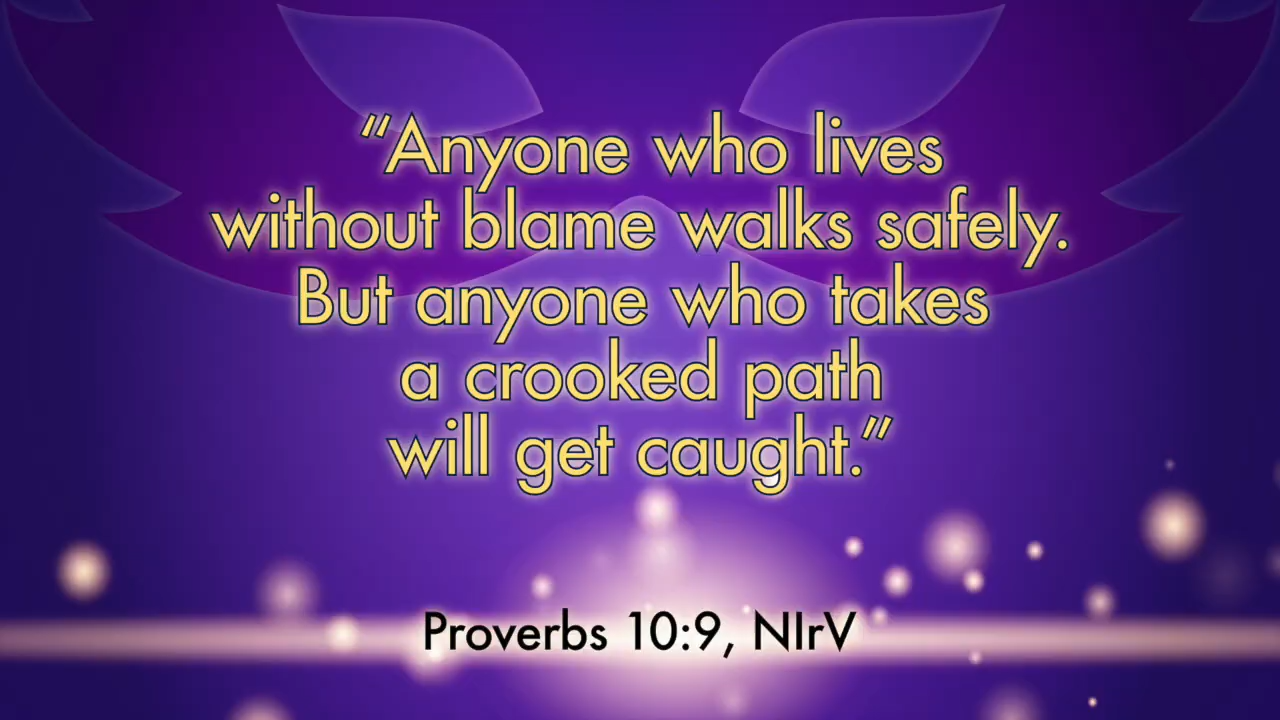 “Anyone who lives
without blame walks safely.
But anyone who takes
a crooked path
will get caught.”
Proverbs 10:9, NIrV